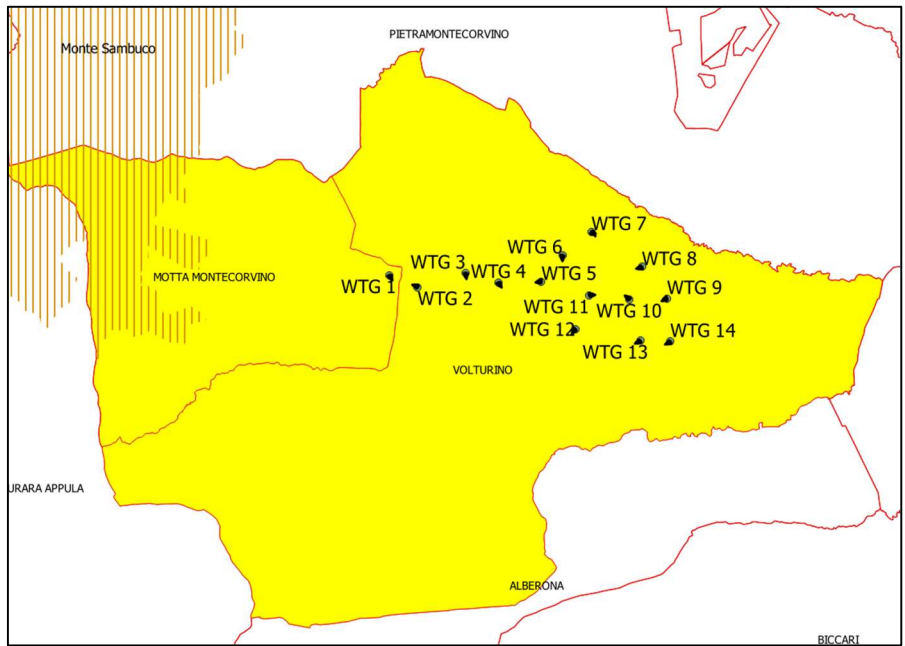 PIETRAMONTECORVINO
Monte Sambuco
WTG 7
WTG 6
WTG 8
WTG 3
WTG 4
WTG 5
MOTTA MONTECORVINO
WTG 1
WTG 2
WTG 9
WTG 11
WTG 10
WTG 12
WTG 13
WTG 14
VOLTURINO
URARA APPULA
ALBERONA
BICCARI